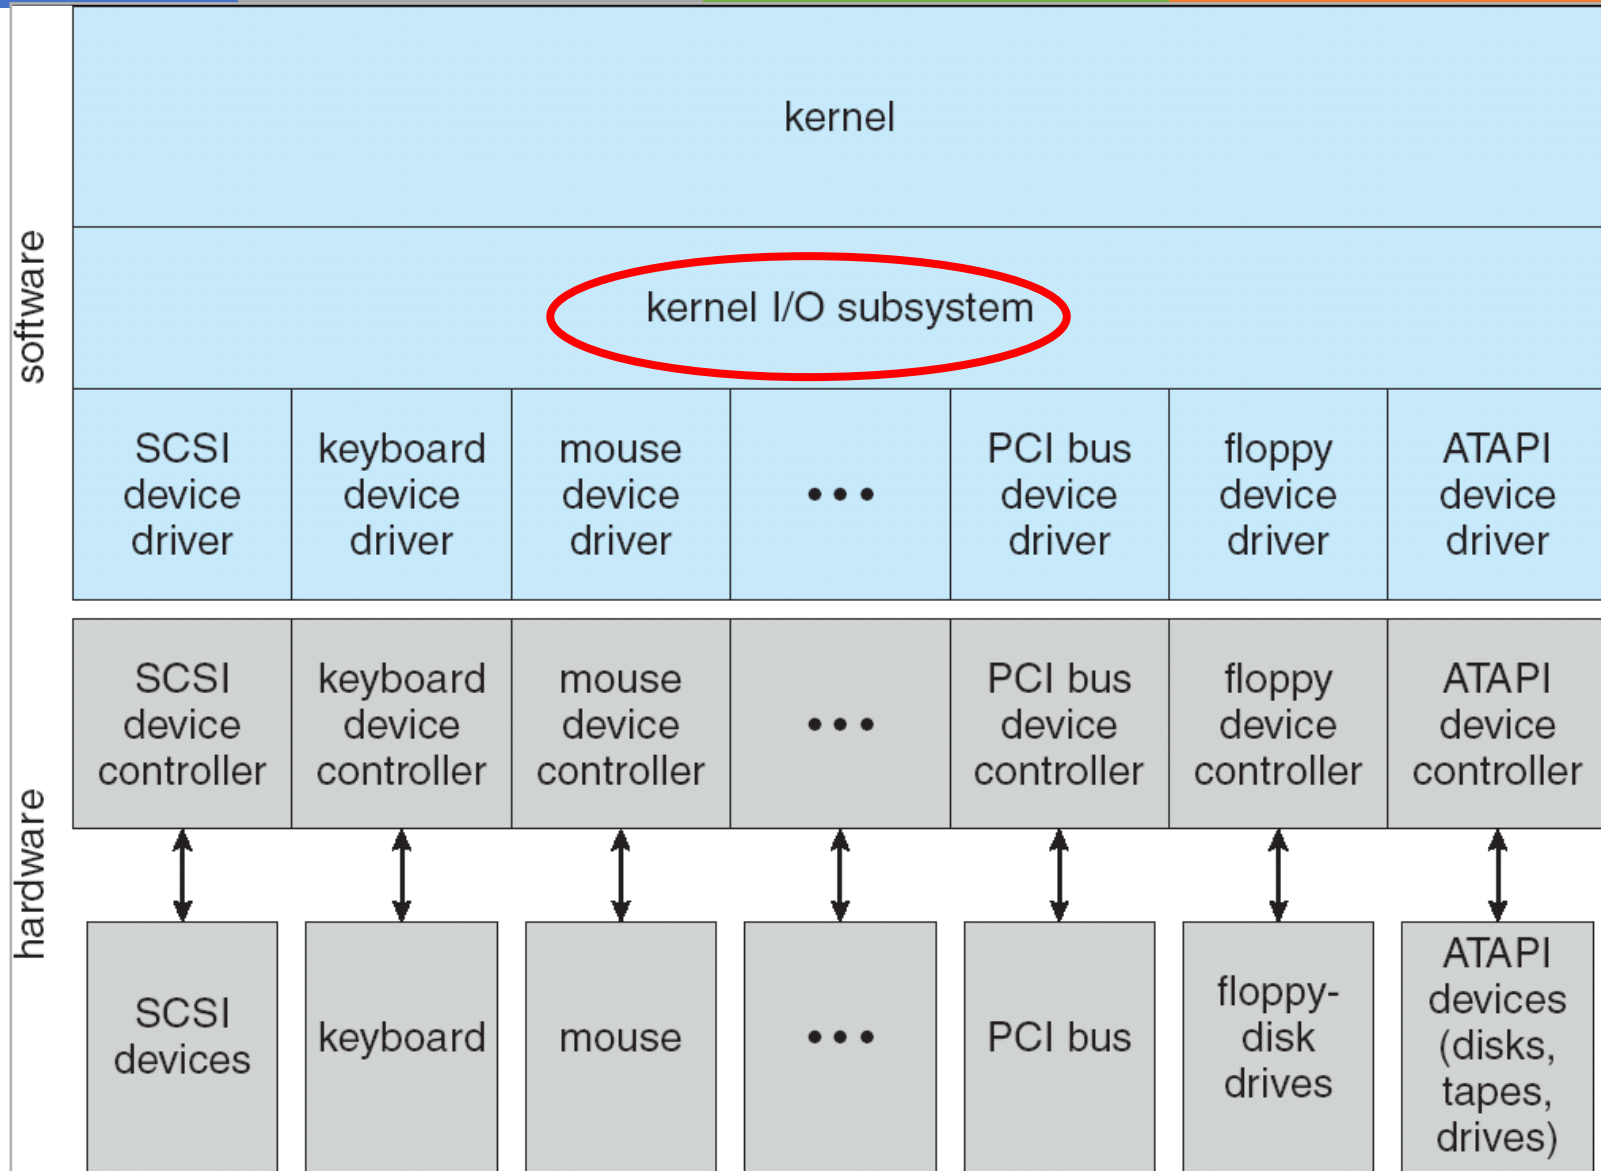 software
kernel
kernel I/O subsystem
SCSI
device
driver
keyboard
device
driver
mouse
device
driver
•••
PCI bus
device
driver
floppy
device
driver
ATAPI
device
driver
hardware
SCSI
device
controller
keyboard
device
controller
mouse
device
controller
•••
PCI bus
device
controller
floppy
device
controller
ATAPI
device
controller
SCSI
devices
keyboard
mouse
•••
PCI bus
floppy-
disk
drives
ATAPI
devices
(disks,
tapes,
drives)